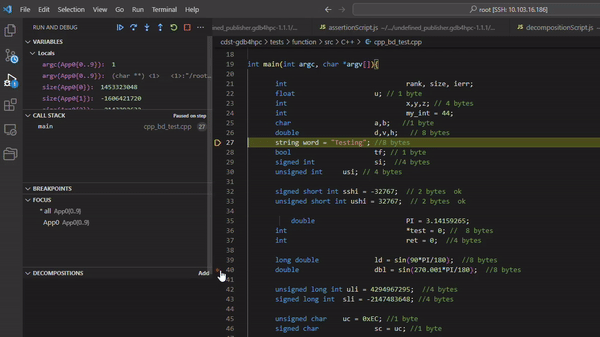 File Edit Selection View Go Run Terminal Help
root [SSH: 10.103.16.186]
RUN AND DEBUG
VARIABLES
Locals
argc(App0{0..9}): 1
argv(App0{0..9}): (char **) <1> <1>:"/root…
size(App0{0}): 1453323048
size(App0{1}): -1606421720
CALL STACK
Paused on step
main cpp_bd_test.cpp 27
BREAKPOINTS
FOCUS
* all App0{0..9}
App0 App0{0..9}
DECOMPOSITIONS
Add
assertionScript.js
decompositionScript.js
cdst-gdb4hpc > tests > function > src > C++ > cpp_bd_test.cpp
18
19 int main(int argc, char *argv[]){
20
21 int rank, size, ierr;
22 float u; // 1 byte
23 int x,y,z; // 4 bytes
24 int my_int = 44;
25 char a,b; //1 byte
26 double d,v,h; // 8 bytes
27 string word = "Testing"; //8 bytes
28 bool tf; // 1 byte
29 signed int si; //4 bytes
30 unsigned int usi; // 4 bytes
31
32 signed short int sshi = -32767; // 2 bytes ok
33 unsigned short int ushi = 32767; // 2 bytes ok
34
35 double PI = 3.14159265;
36 int *test = 0; // 8 bytes
37 int ret = 0; //4 bytes
38
39 long double ld = sin(90*PI/180); //8 bytes
40 double dbl = sin(270.001*PI/180); //8 bytes
41
42 unsigned long int uli = 4294967295; //4 bytes
43 signed long int sli = -2147483648; //4 bytes
44
45 unsigned char uc = 0xEC; //1 byte
46 signed char sc = uc; //1 byte